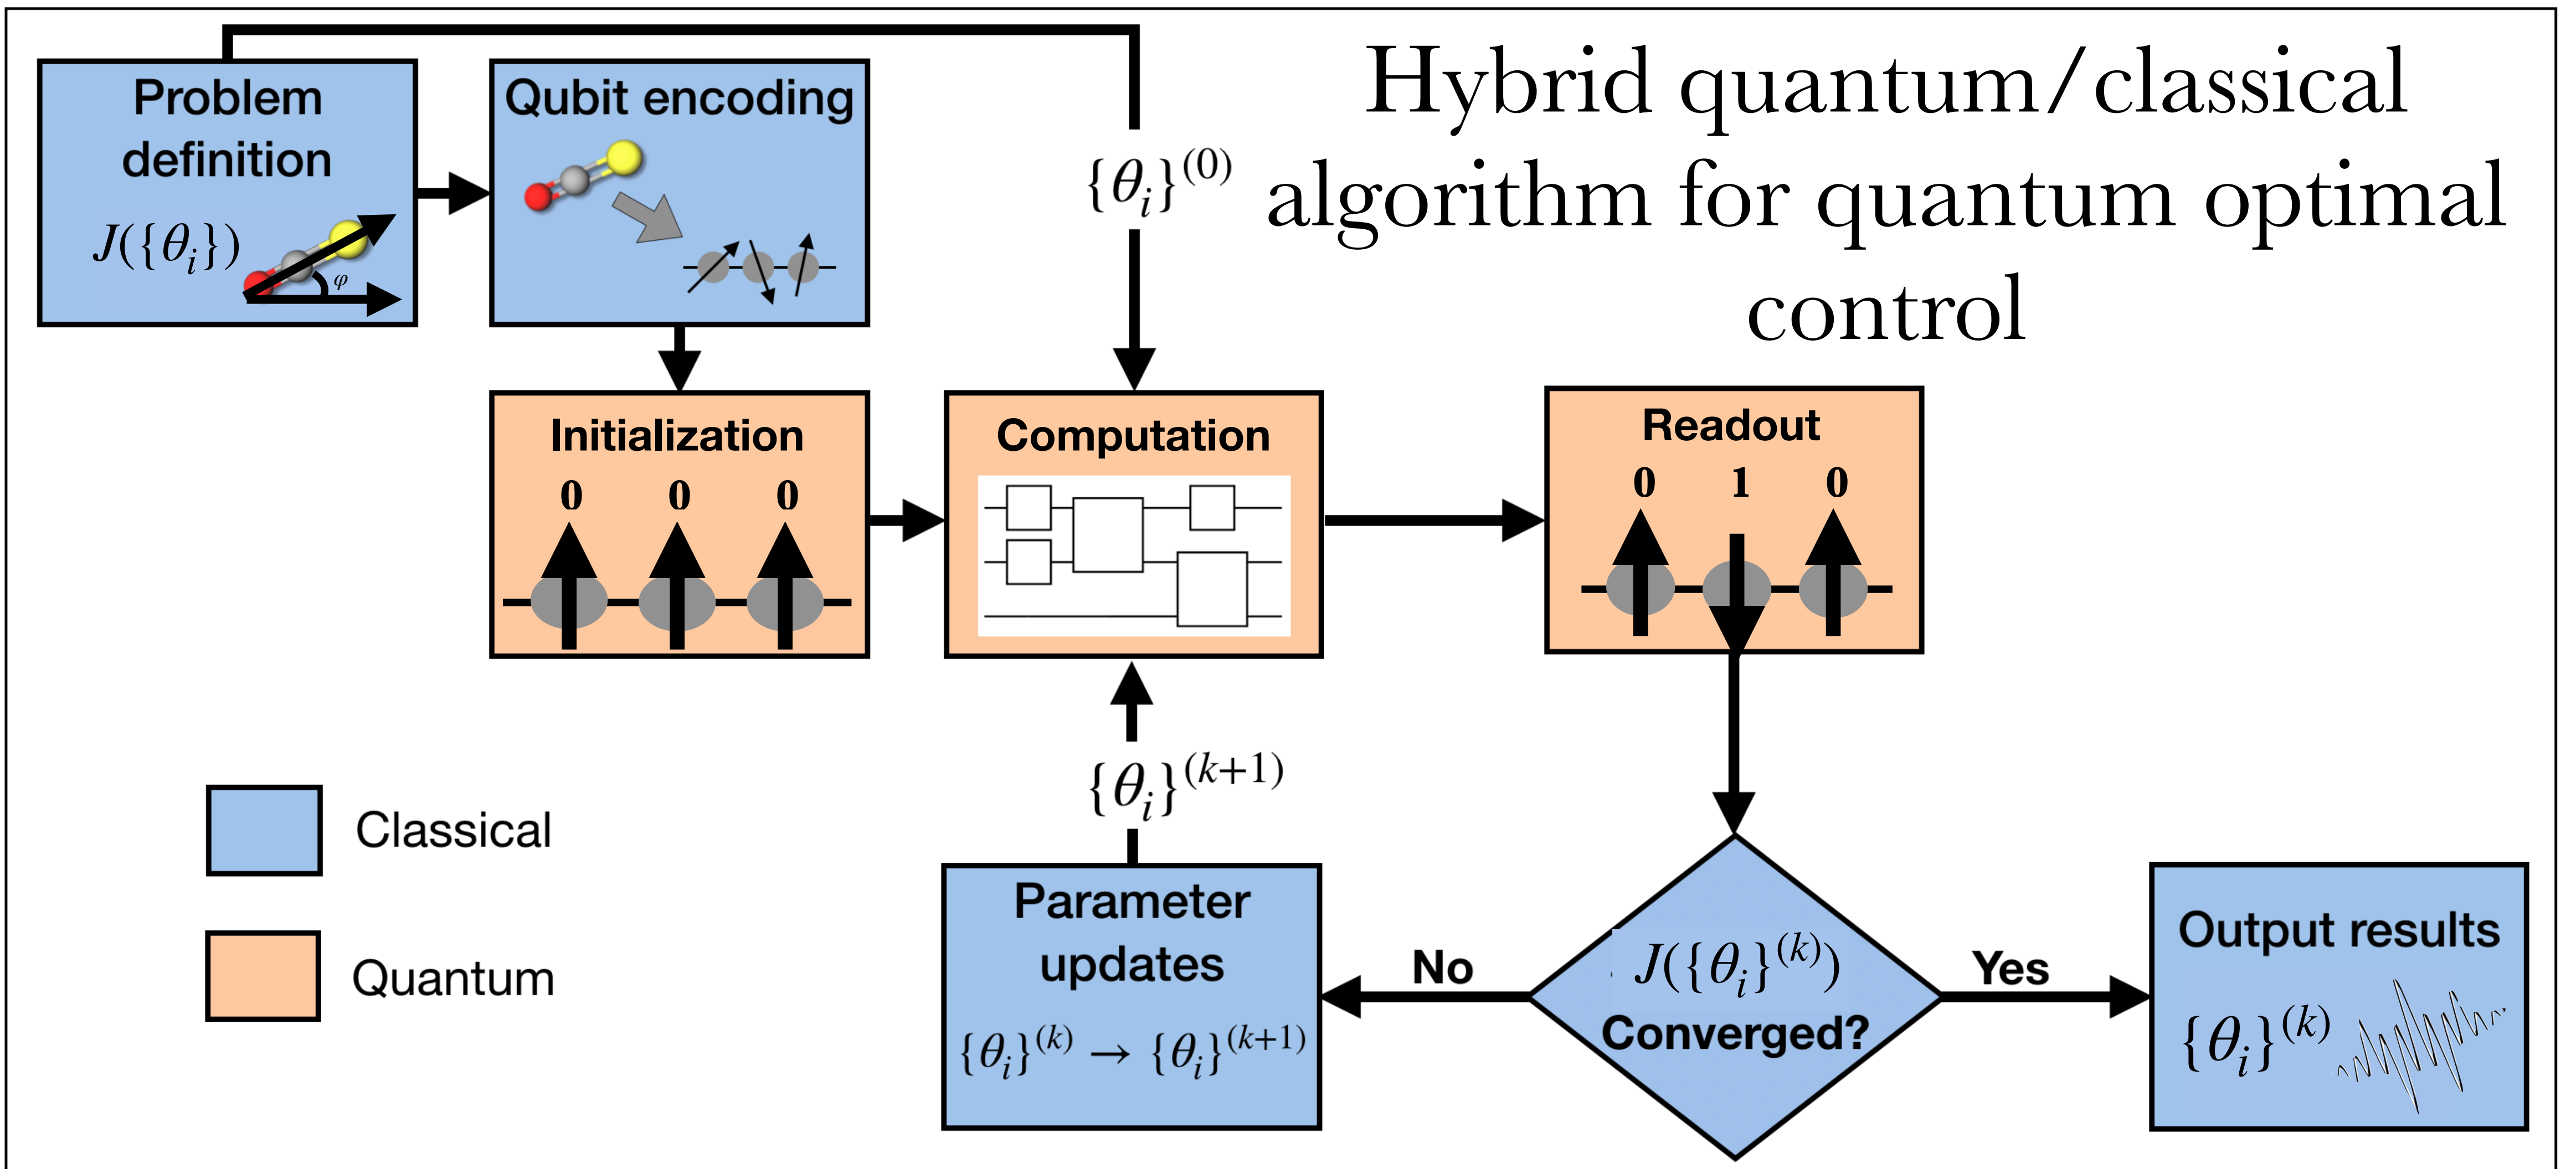 Hybrid quantum/classical
algorithm for quantum optimal
control
Problem
definition
J({θᵢ})
φ
Qubit encoding
{θᵢ}⁽⁰⁾
Initialization
0 0 0
Computation
Readout
0 1 0
{θᵢ}⁽ᵏ⁺¹⁾
Classical
Quantum
Parameter
updates
{θᵢ}⁽ᵏ⁾ → {θᵢ}⁽ᵏ⁺¹⁾
No
J({θᵢ}⁽ᵏ⁾)
Converged?
Yes
Output results
{θᵢ}⁽ᵏ⁾